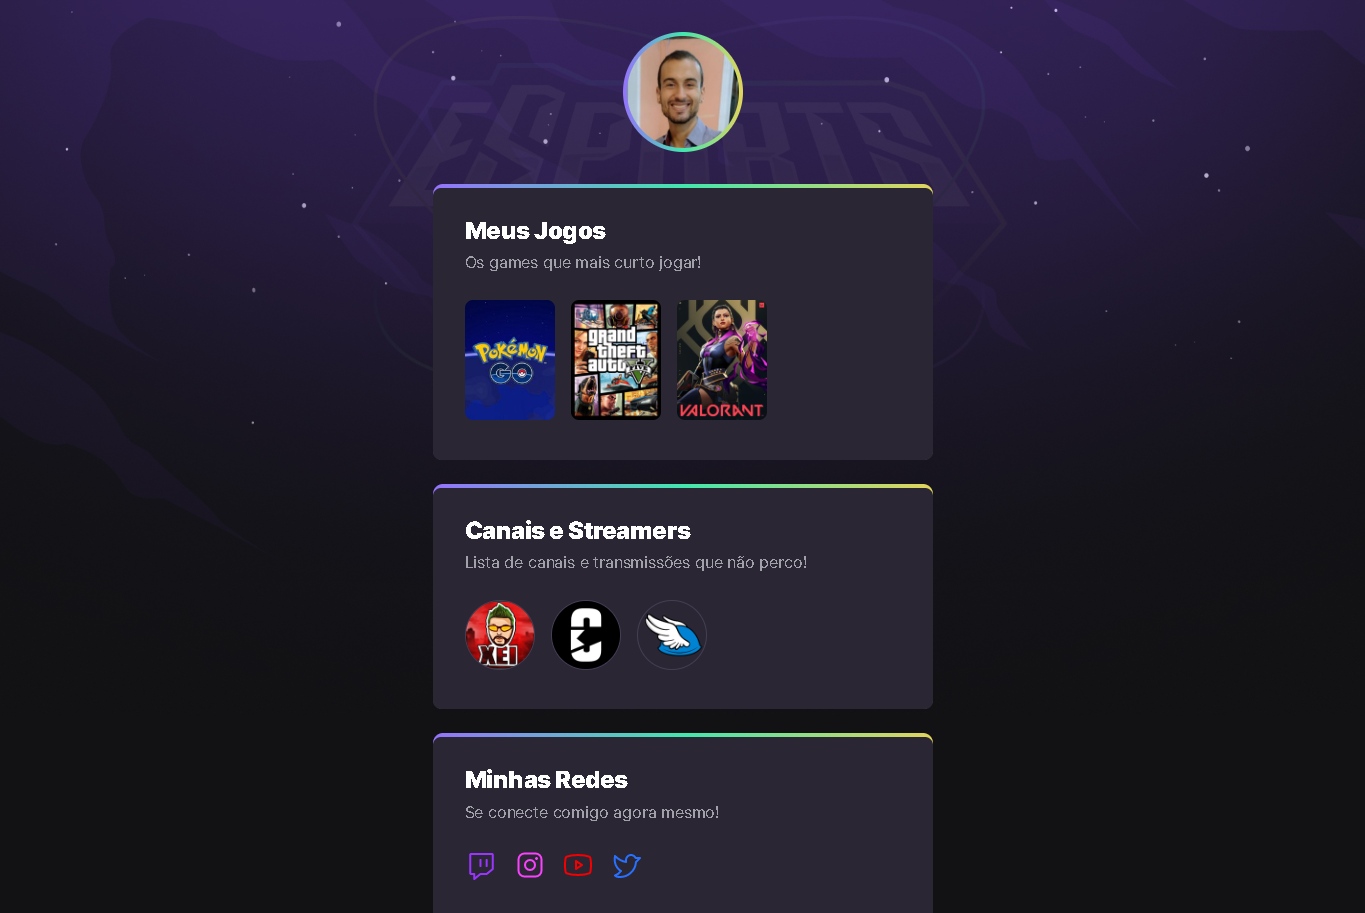 ESPORTS
Meus Jogos
Os games que mais curto jogar!
POKéMON
GO
grand
theft
auto V
FIVE
VALORANT
Canais e Streamers
Lista de canais e transmissões que não perco!
XEI
Minhas Redes
Se conecte comigo agora mesmo!